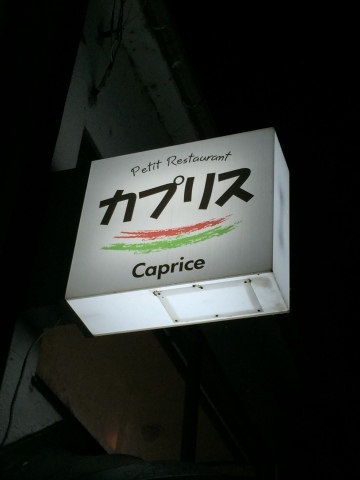 Petit Restaurant
カプリス
Caprice